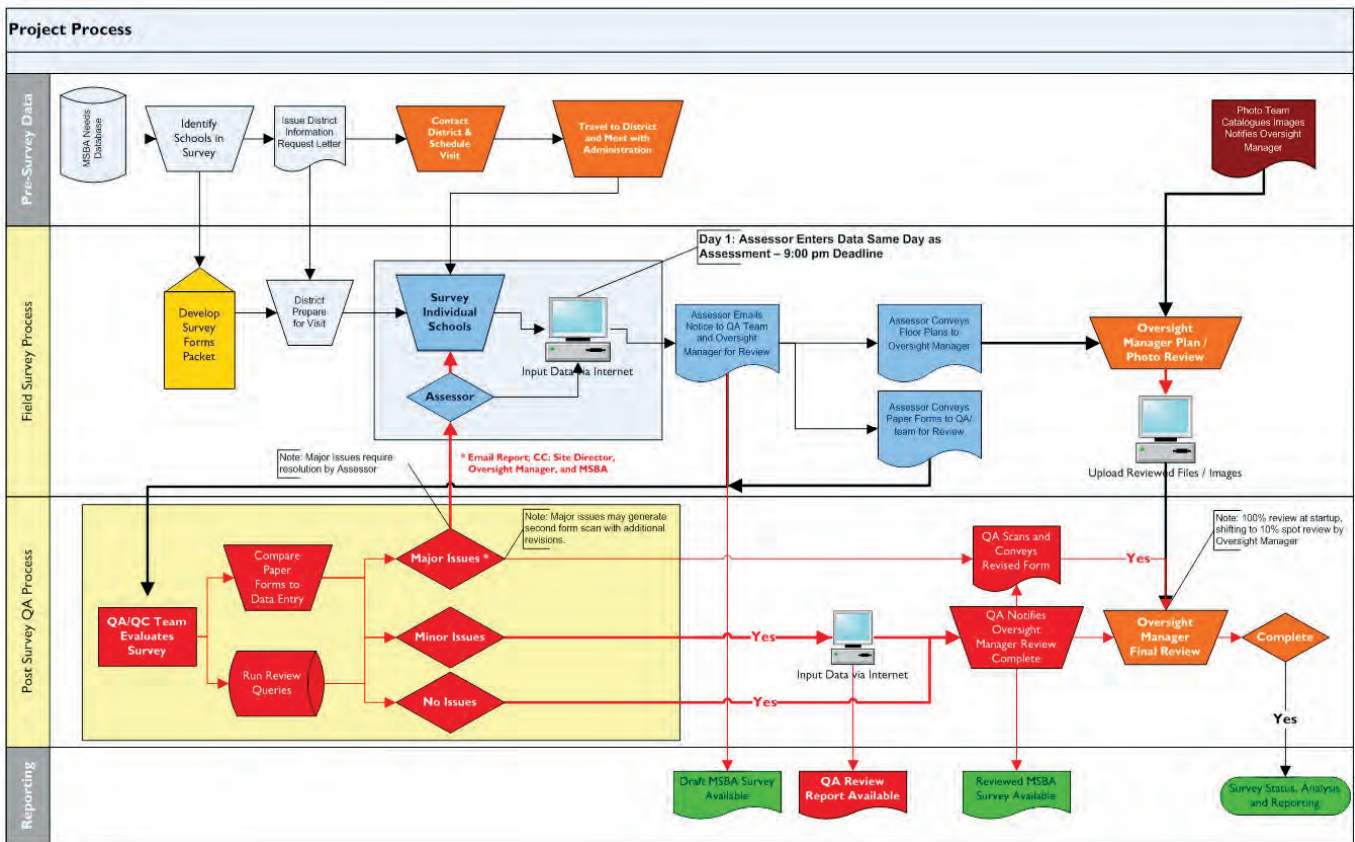 Project Process
Pre-Survey Data
MSBA Needs
Database
Identify
Schools in
Survey
Issue District
Information
Request Letter
Contact
District &
Schedule
Visit
Travel to District
and Meet with
Administration
Photo Team
Catalogues Images
Notifies Oversight
Manager
Field Survey Process
Day 1: Assessor Enters Data Same Day as
Assessment – 9:00 pm Deadline
Develop
Survey
Forms
Packet
District
Prepare
for Visit
Survey
Individual
Schools
Input Data via Internet
Assessor
Assessor Emails
Notice to QA Team
and Oversight
Manager for Review
Assessor Conveys
Floor Plans to
Oversight Manager
Assessor Conveys
Paper Forms to QA/
team for Review
Oversight
Manager Plan /
Photo Review
Upload Reviewed Files / Images
Note: Major Issues require
resolution by Assessor
* Email Report; CC: Site Director,
Oversight Manager, and MSBA
Post Survey QA Process
Note: Major issues may generate
second form scan with additional
revisions.
Note: 100% review at startup,
shifting to 10% spot review by
Oversight Manager
QA/QC Team
Evaluates
Survey
Compare
Paper
Forms to
Data Entry
Run Review
Queries
Major Issues *
Minor Issues
No Issues
Yes
Yes
Input Data via Internet
QA Scans and
Conveys
Revised Form
Yes
QA Notifies
Oversight
Manager Review
Complete
Oversight
Manager
Final Review
Complete
Yes
Reporting
Draft MSBA Survey
Available
QA Review
Report Available
Reviewed MSBA
Survey Available
Survey Status, Analysis
and Reporting